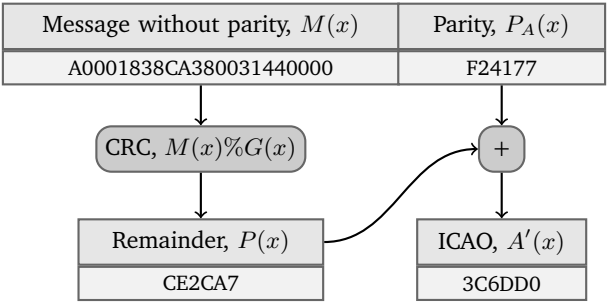 Message without parity, M(x) Parity, P_A(x)
A0001838CA380031440000 F24177
CRC, M(x)%G(x) +
Remainder, P(x) ICAO, A′(x)
CE2CA7 3C6DD0